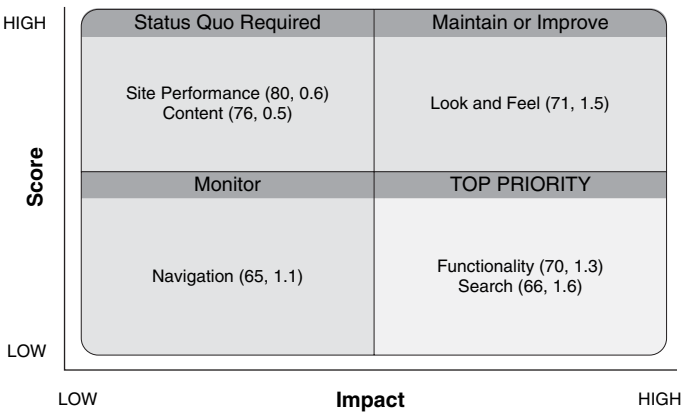 HIGH
Status Quo Required
Maintain or Improve
Site Performance (80, 0.6)
Content (76, 0.5)
Look and Feel (71, 1.5)
Score
Monitor
TOP PRIORITY
Navigation (65, 1.1)
Functionality (70, 1.3)
Search (66, 1.6)
LOW
LOW
Impact
HIGH